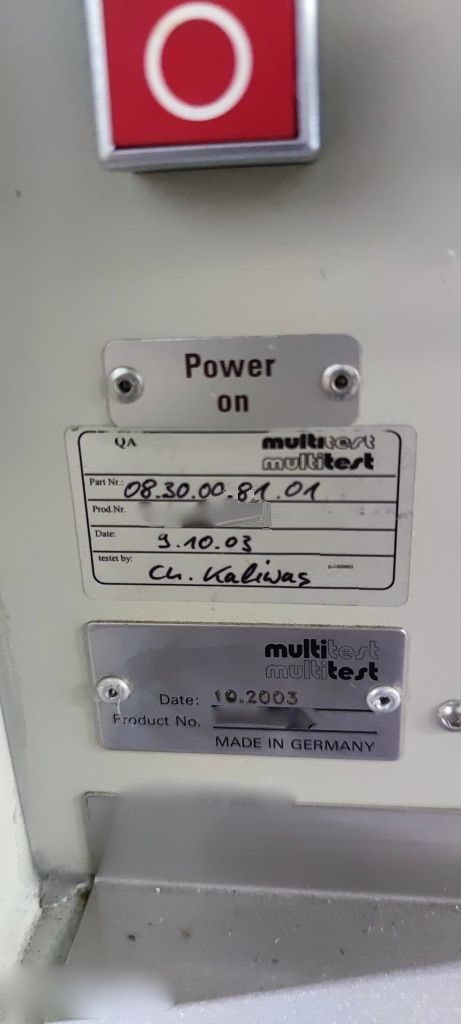 Power
on
QA multitest
multitest
Part Nr.: 08.30.00.81.01
Prod.Nr.
Date: 9.10.03
testet by: Ch. Kaliwas
multitest
multitest
Date: 10.2003
Product No.
MADE IN GERMANY